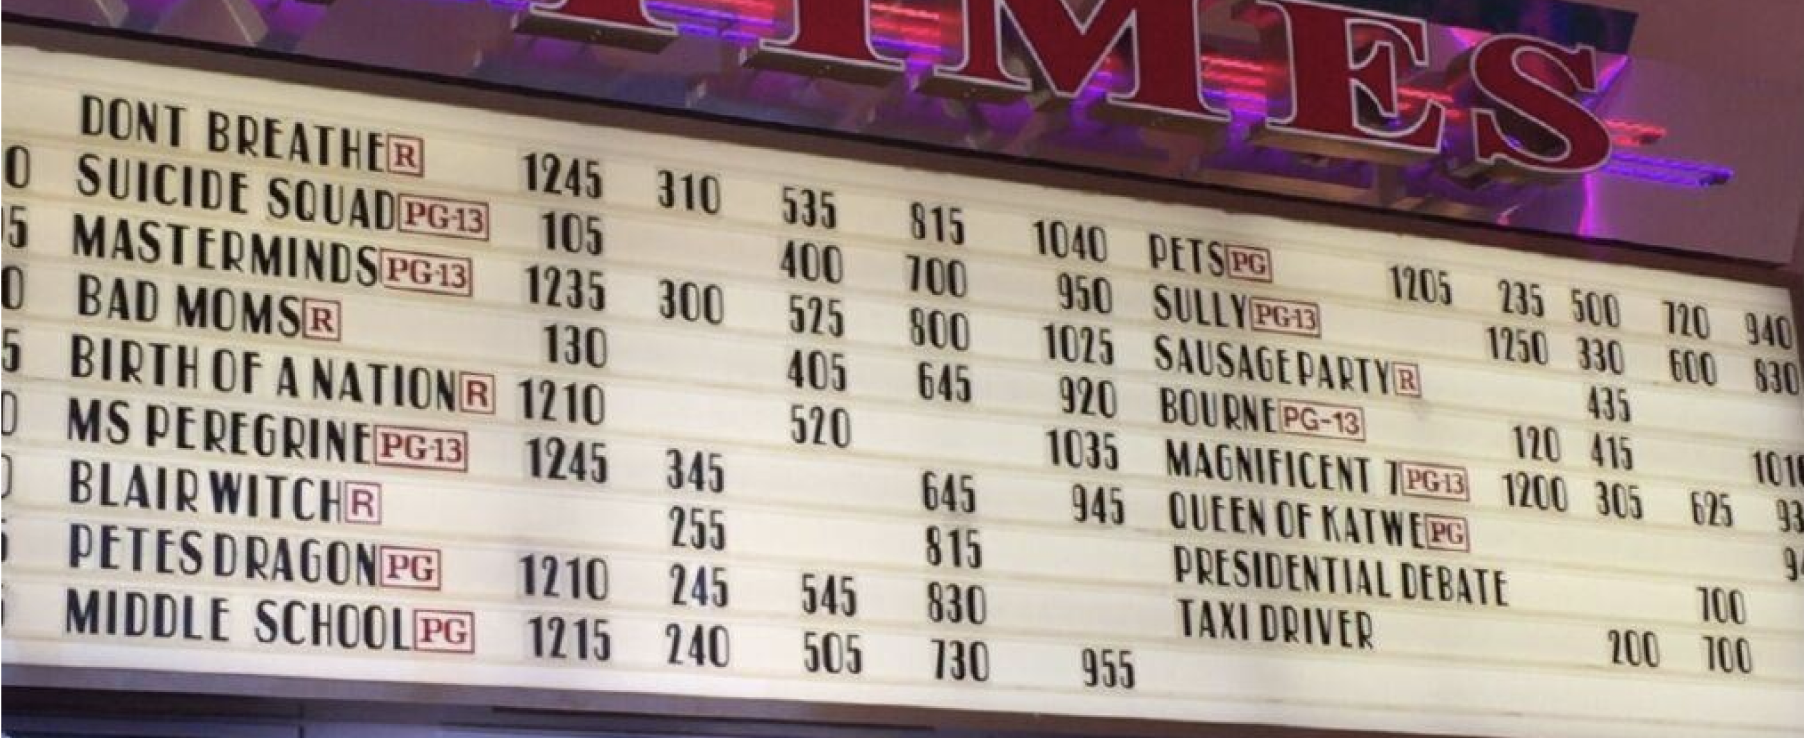 TIMES
DONT BREATHE R 1245 310 535 815 1040
SUICIDE SQUAD PG-13 105 400 700 950
MASTERMINDS PG-13 1235 300 525 800 1025
BAD MOMS R 130 405 645 920
BIRTH OF A NATION R 1210 520 1035
MS PEREGRINE PG-13 1245 345 645 945
BLAIR WITCH R 255 815
PETES DRAGON PG 1210 245 545 830
MIDDLE SCHOOL PG 1215 240 505 730 955
PETS PG 1205 235 500 720 940
SULLY PG-13 1250 330 600 830
SAUSAGE PARTY R 435
BOURNE PG-13 120 415
MAGNIFICENT 7 PG-13 1200 305 625
QUEEN OF KATWE PG
PRESIDENTIAL DEBATE 700
TAXI DRIVER 200 700